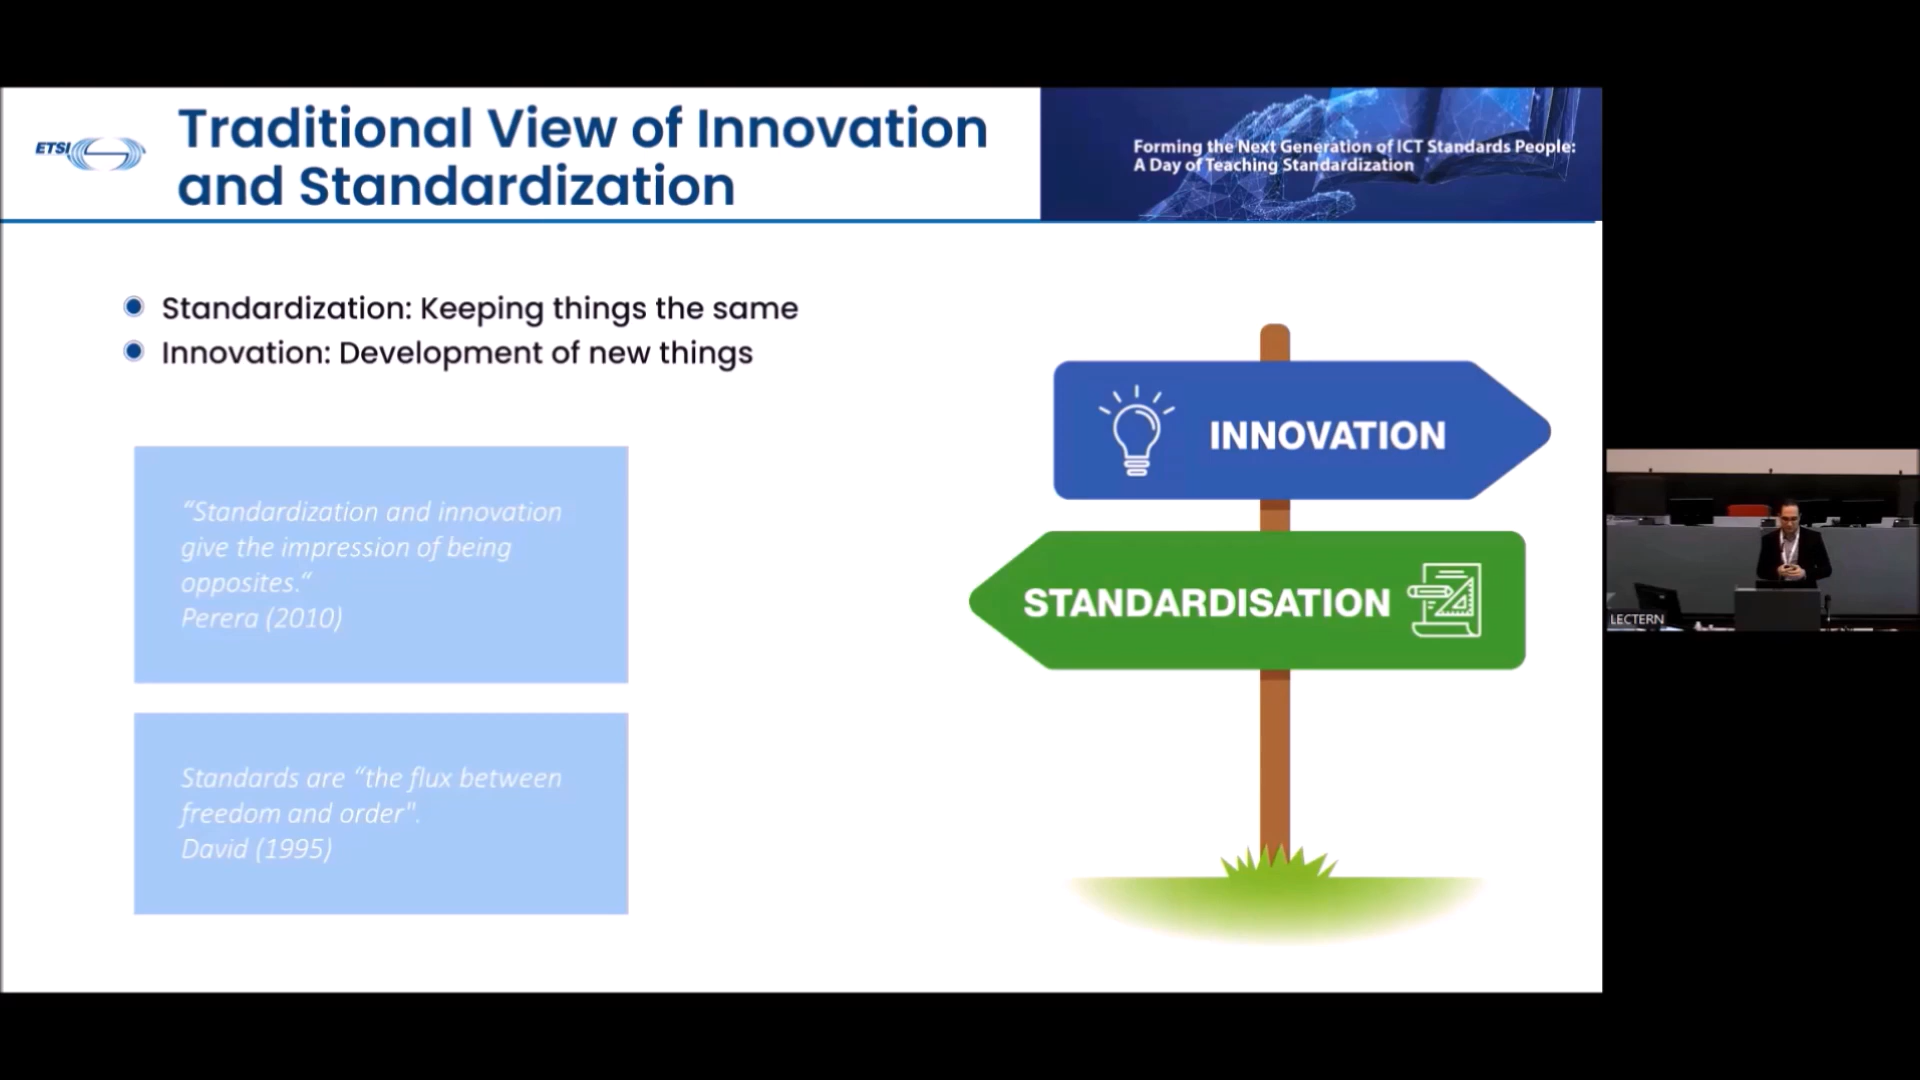 ETSI
Traditional View of Innovation
and Standardization
Forming the Next Generation of ICT Standards People:
A Day of Teaching Standardization
Standardization: Keeping things the same
Innovation: Development of new things
“Standardization and innovation
give the impression of being
opposites.“
Perera (2010)
Standards are “the flux between
freedom and order".
David (1995)
INNOVATION
STANDARDISATION
LECTERN